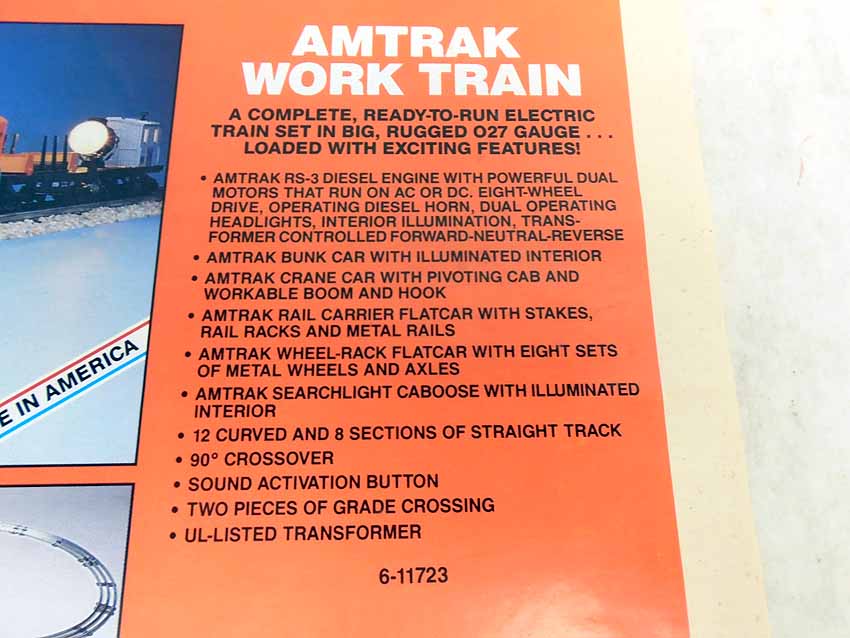 AMTRAK
WORK TRAIN
A COMPLETE, READY-TO-RUN ELECTRIC
TRAIN SET IN BIG, RUGGED O27 GAUGE . . .
LOADED WITH EXCITING FEATURES!
• AMTRAK RS-3 DIESEL ENGINE WITH POWERFUL DUAL
MOTORS THAT RUN ON AC OR DC. EIGHT-WHEEL
DRIVE, OPERATING DIESEL HORN, DUAL OPERATING
HEADLIGHTS, INTERIOR ILLUMINATION, TRANS-
FORMER CONTROLLED FORWARD-NEUTRAL-REVERSE
• AMTRAK BUNK CAR WITH ILLUMINATED INTERIOR
• AMTRAK CRANE CAR WITH PIVOTING CAB AND
WORKABLE BOOM AND HOOK
• AMTRAK RAIL CARRIER FLATCAR WITH STAKES,
RAIL RACKS AND METAL RAILS
• AMTRAK WHEEL-RACK FLATCAR WITH EIGHT SETS
OF METAL WHEELS AND AXLES
• AMTRAK SEARCHLIGHT CABOOSE WITH ILLUMINATED
INTERIOR
• 12 CURVED AND 8 SECTIONS OF STRAIGHT TRACK
• 90° CROSSOVER
• SOUND ACTIVATION BUTTON
• TWO PIECES OF GRADE CROSSING
• UL-LISTED TRANSFORMER
6-11723
E IN AMERICA